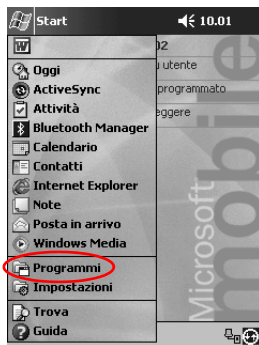 Start 10.01
02
u utente
programmato
eggere
Oggi
ActiveSync
Attività
Bluetooth Manager
Calendario
Contatti
Internet Explorer
Note
Posta in arrivo
Windows Media
Programmi
Impostazioni
Trova
Guida
Microsoft
mobile